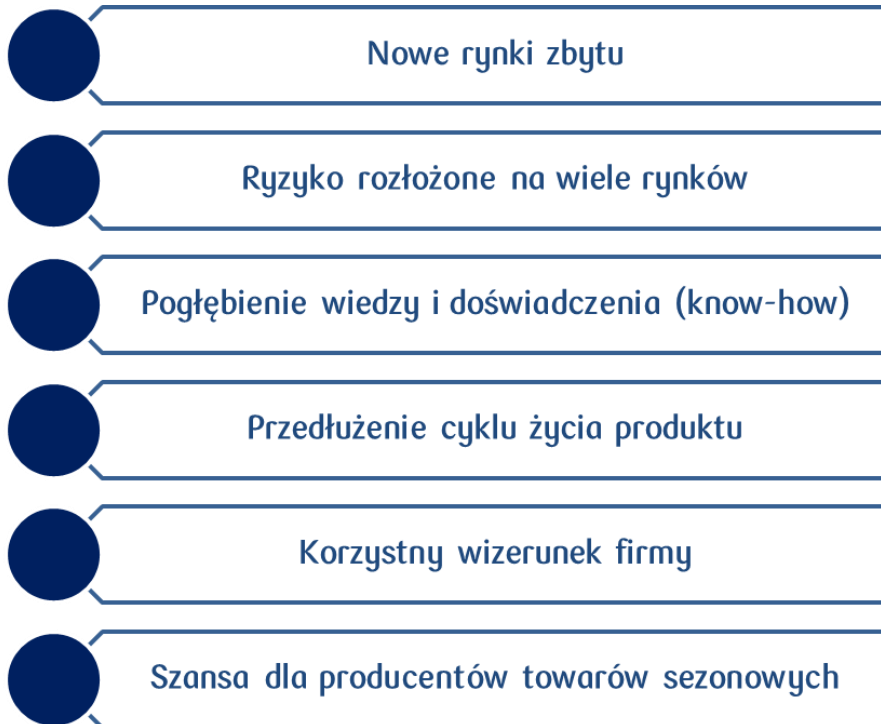 Nowe rynki zbytu
Ryzyko rozłożone na wiele rynków
Pogłębienie wiedzy i doświadczenia (know-how)
Przedłużenie cyklu życia produktu
Korzystny wizerunek firmy
Szansa dla producentów towarów sezonowych